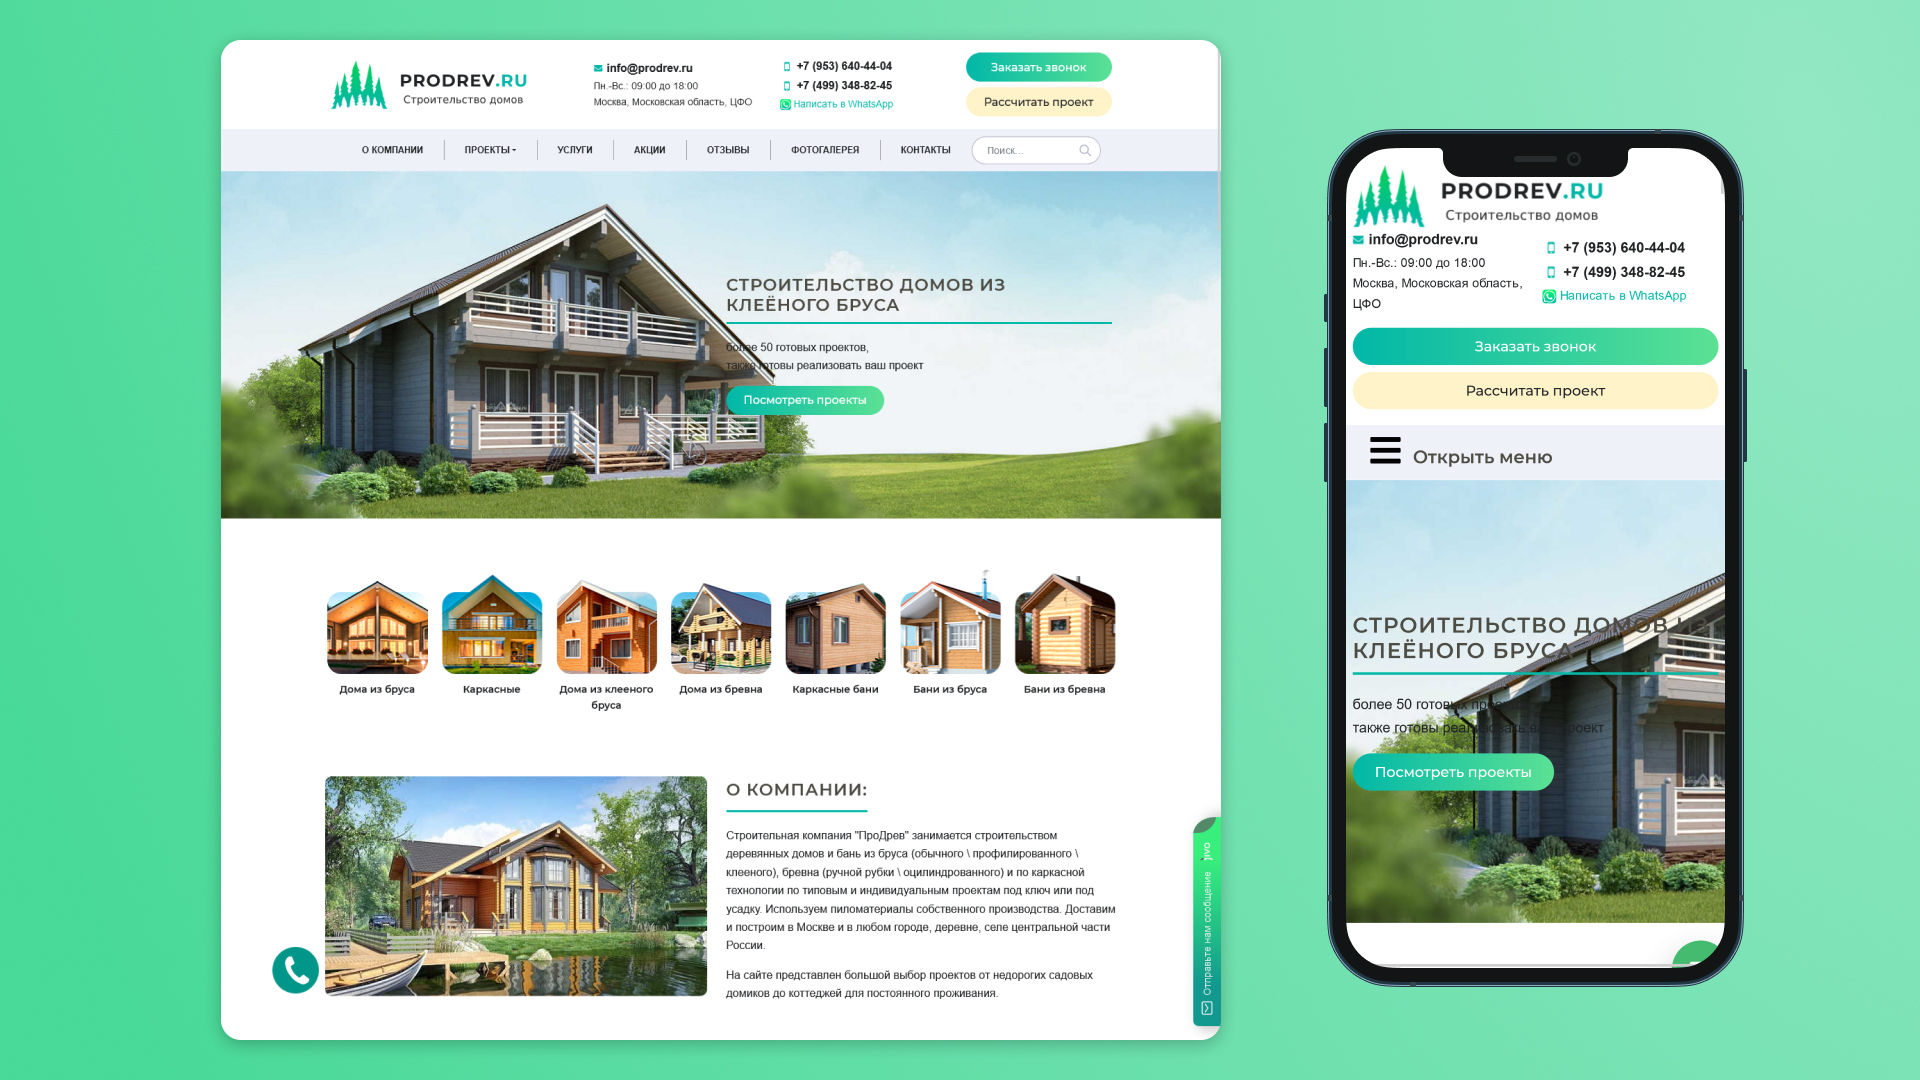 PRODREV.RU
Строительство домов
info@prodrev.ru
Пн.-Вс.: 09:00 до 18:00
Москва, Московская область, ЦФО
+7 (953) 640-44-04
+7 (499) 348-82-45
Написать в WhatsApp
Заказать звонок
Рассчитать проект
О КОМПАНИИ
ПРОЕКТЫ
УСЛУГИ
АКЦИИ
ОТЗЫВЫ
ФОТОГАЛЕРЕЯ
КОНТАКТЫ
Поиск...
СТРОИТЕЛЬСТВО ДОМОВ ИЗ
КЛЕЁНОГО БРУСА
более 50 готовых проектов,
также готовы реализовать ваш проект
Посмотреть проекты
Дома из бруса
Каркасные
Дома из клееного
бруса
Дома из бревна
Каркасные бани
Бани из бруса
Бани из бревна
О КОМПАНИИ:
Строительная компания "ПроДрев" занимается строительством
деревянных домов и бань из бруса (обычного \ профилированного \
клееного), бревна (ручной рубки \ оцилиндрованного) и по каркасной
технологии по типовым и индивидуальным проектам под ключ или под
усадку. Используем пиломатериалы собственного производства. Доставим
и построим в Москве и в любом городе, деревне, селе центральной части
России.
На сайте представлен большой выбор проектов от недорогих садовых
домиков до коттеджей для постоянного проживания.
Отправьте нам сообщение
jivo
PRODREV.RU
Строительство домов
info@prodrev.ru
Пн.-Вс.: 09:00 до 18:00
Москва, Московская область,
ЦФО
+7 (953) 640-44-04
+7 (499) 348-82-45
Написать в WhatsApp
Заказать звонок
Рассчитать проект
Открыть меню
СТРОИТЕЛЬСТВО ДОМОВ ИЗ
КЛЕЁНОГО БРУСА
более 50 готовых проектов,
также готовы реализовать ваш проект
Посмотреть проекты